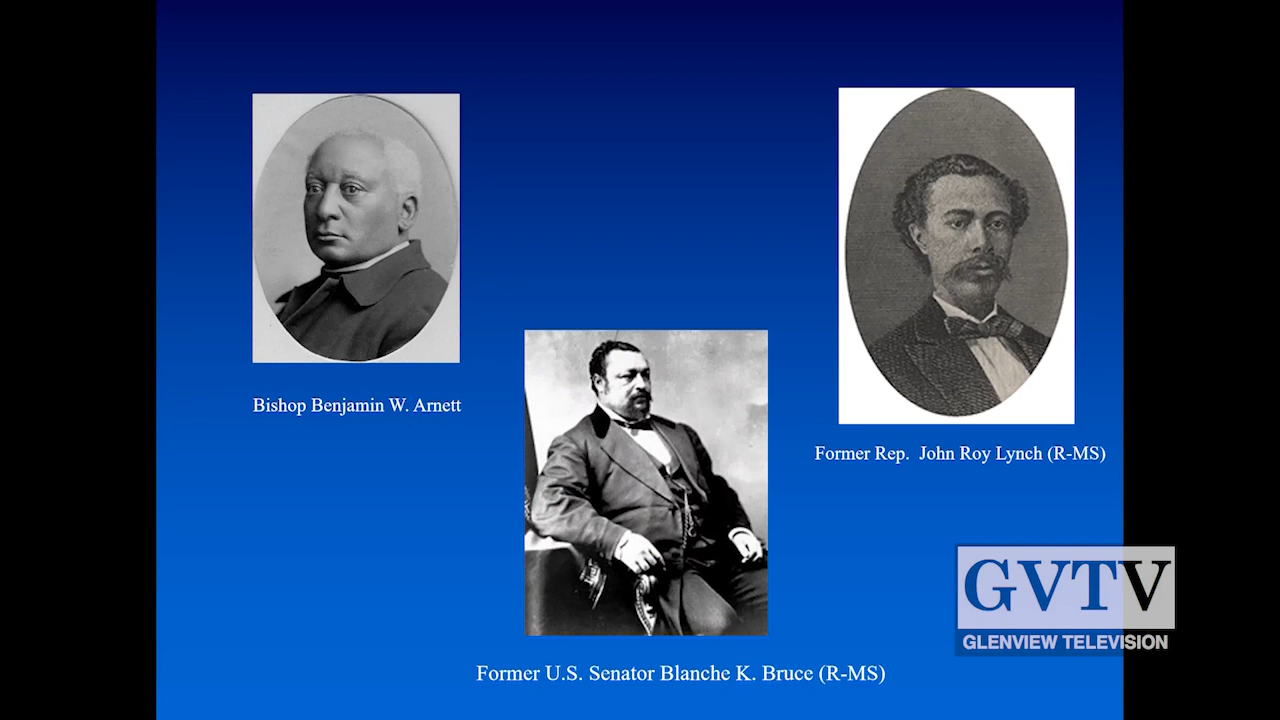 Bishop Benjamin W. Arnett
Former Rep. John Roy Lynch (R-MS)
Former U.S. Senator Blanche K. Bruce (R-MS)
GVTV
GLENVIEW TELEVISION